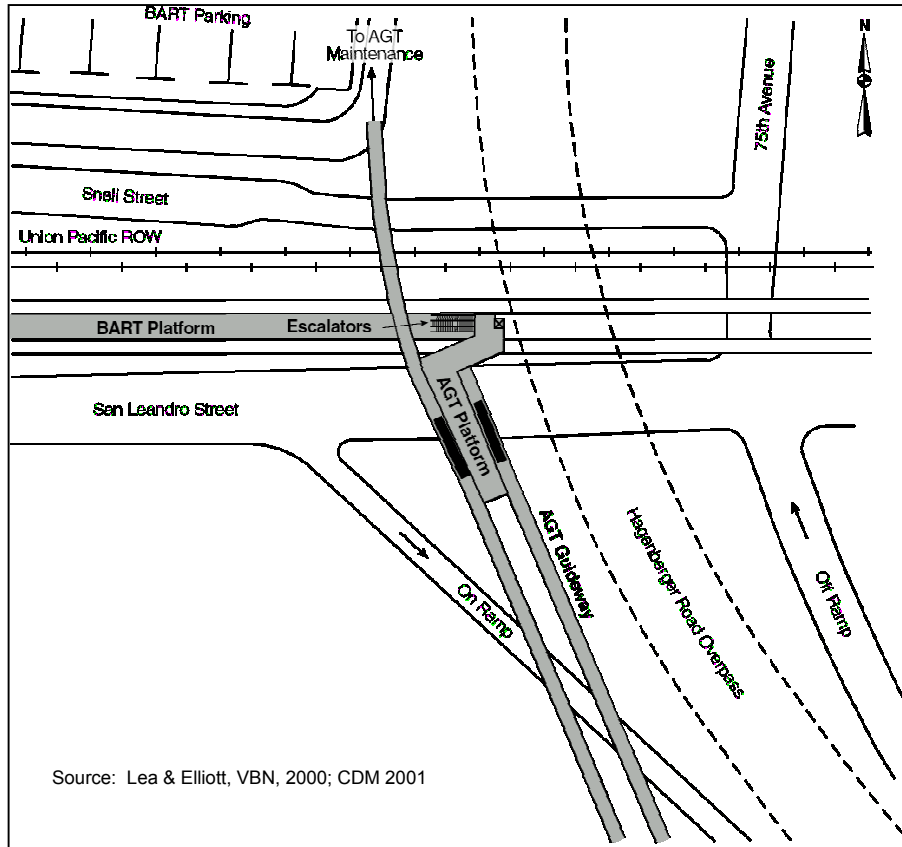 BART Parking
To AGT
Maintenance
N
75th Avenue
Snell Street
Union Pacific ROW
BART Platform
Escalators
San Leandro Street
AGT Platform
AGT Guideway
Hagenberger Road Overpass
On Ramp
Off Ramp
Source: Lea & Elliott, VBN, 2000; CDM 2001